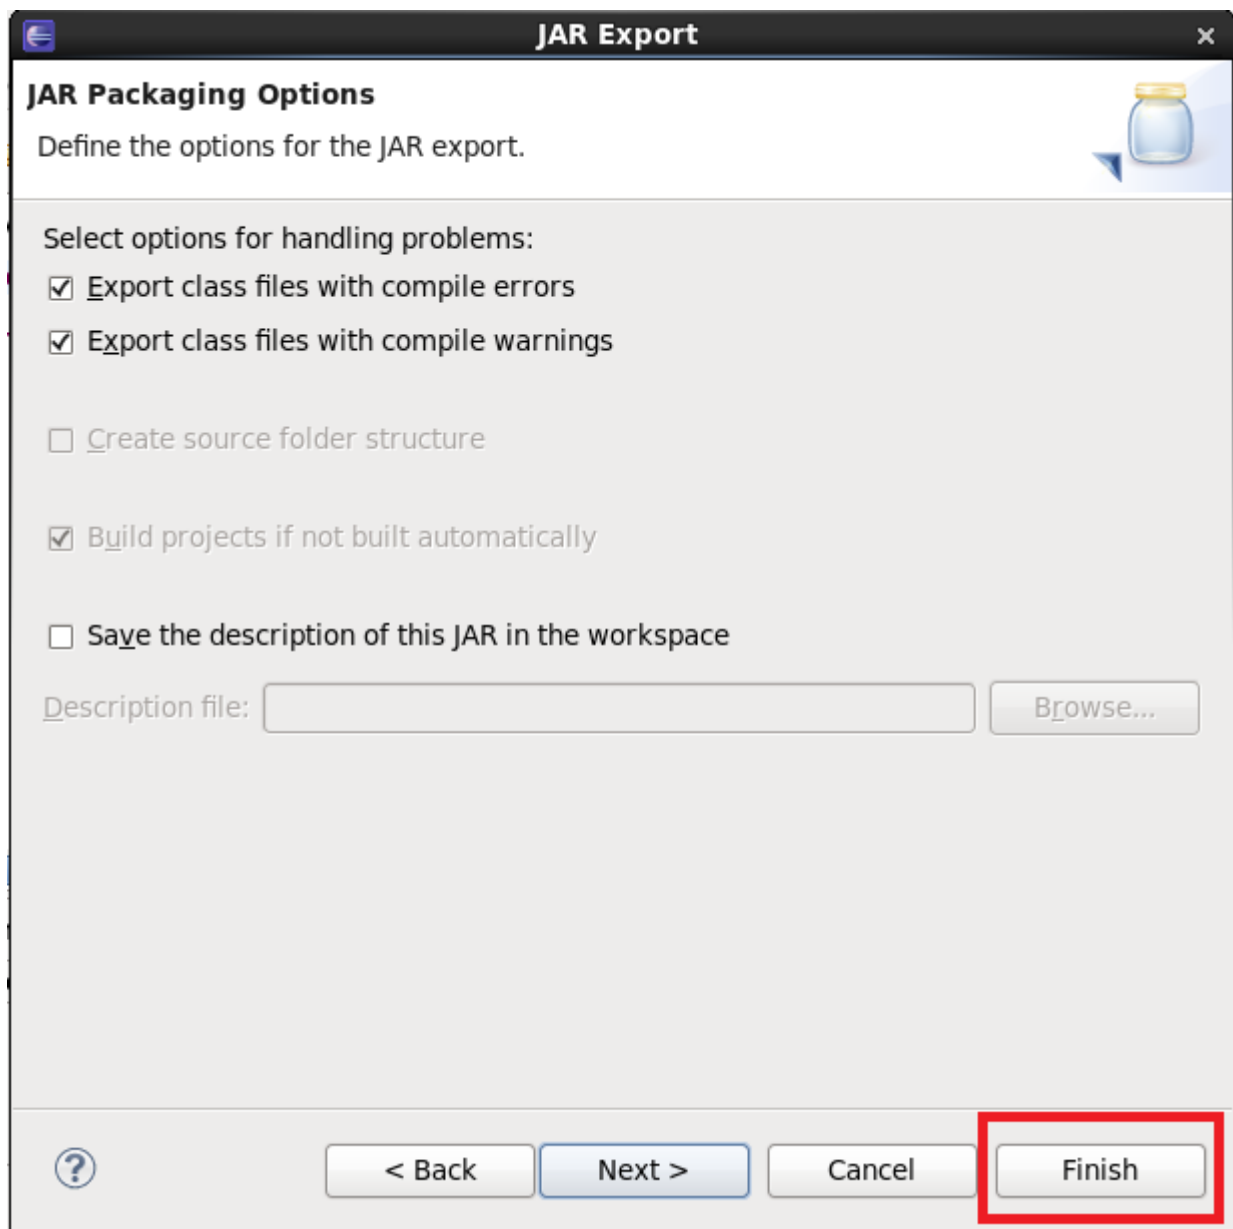 JAR Export
JAR Packaging Options
Define the options for the JAR export.
Select options for handling problems:
Export class files with compile errors
Export class files with compile warnings
Create source folder structure
Build projects if not built automatically
Save the description of this JAR in the workspace
Description file: Browse...
? < Back Next > Cancel Finish